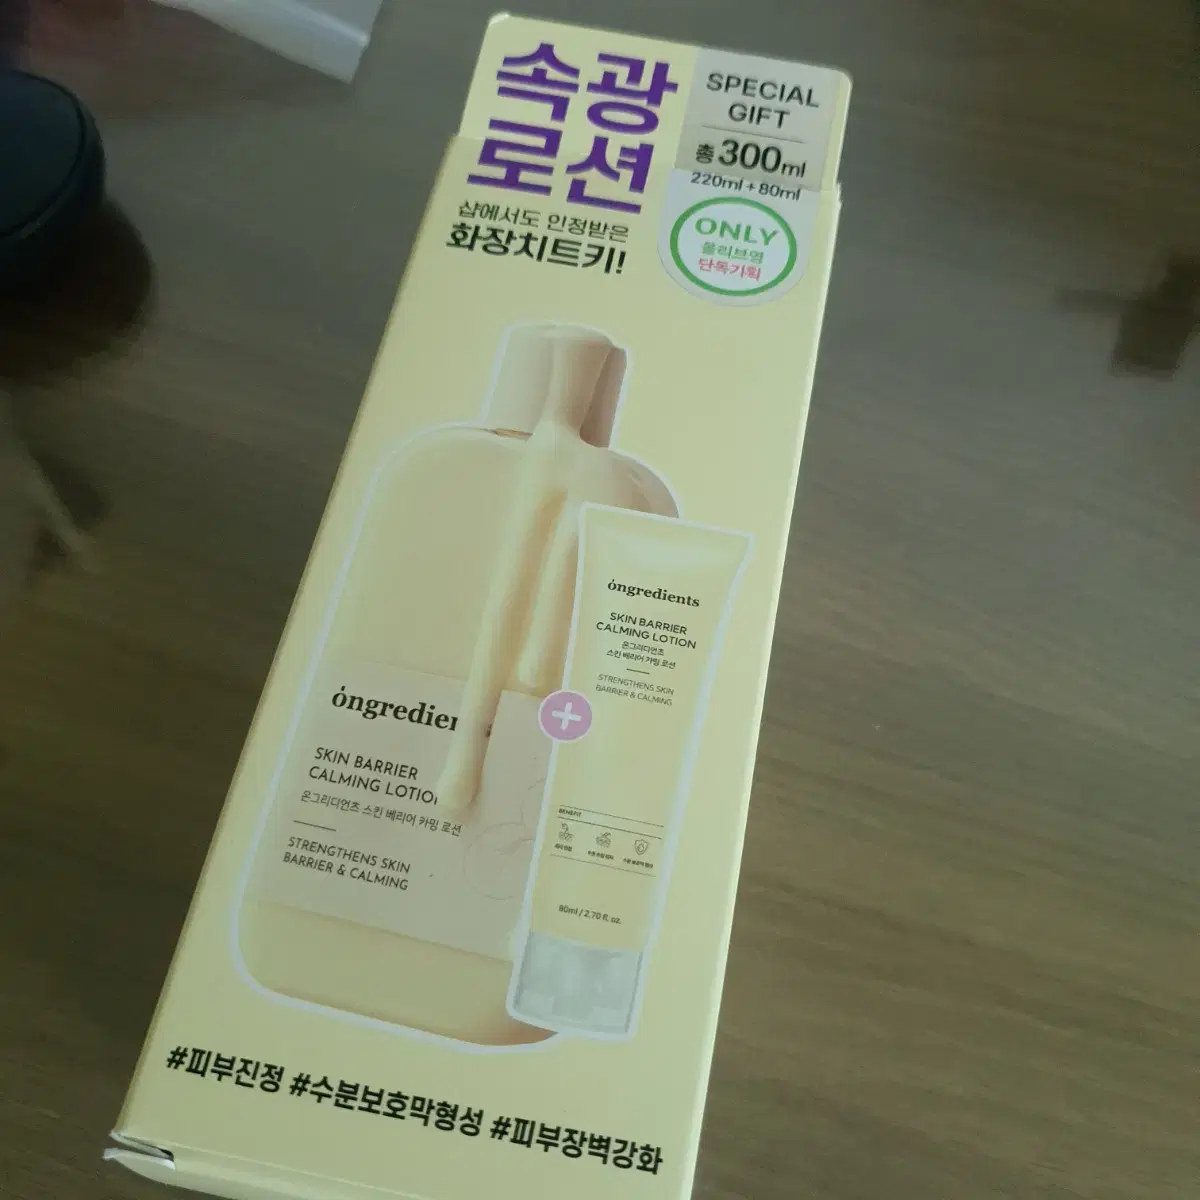 속광
로션
샵에서도 인정받은
화장치트키!
SPECIAL
GIFT
총 300ml
220ml + 80ml
ONLY
올리브영
단독기획
óngredien
SKIN BARRIER
CALMING LOTION
온그리디언츠 스킨 베리어 카밍 로션
STRENGTHENS SKIN
BARRIER & CALMING
óngredients
SKIN BARRIER
CALMING LOTION
온그리디언츠
스킨 베리어 카밍 로션
STRENGTHENS SKIN
BARRIER & CALMING
BENEFIT
80ml / 2.70 fl. oz.
#피부진정 #수분보호막형성 #피부장벽강화